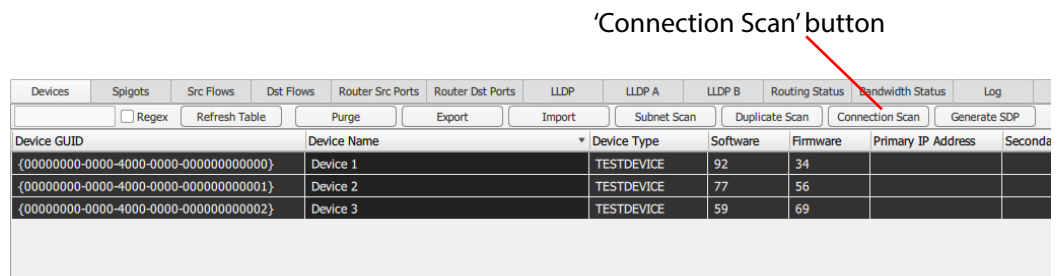 ‘Connection Scan’ button
Devices Spigots Src Flows Dst Flows Router Src Ports Router Dst Ports LLDP LLDP A LLDP B Routing Status Bandwidth Status Log
Regex Refresh Table Purge Export Import Subnet Scan Duplicate Scan Connection Scan Generate SDP
Device GUID Device Name Device Type Software Firmware Primary IP Address Seconda
{00000000-0000-4000-0000-000000000000} Device 1 TESTDEVICE 92 34
{00000000-0000-4000-0000-000000000001} Device 2 TESTDEVICE 77 56
{00000000-0000-4000-0000-000000000002} Device 3 TESTDEVICE 59 69